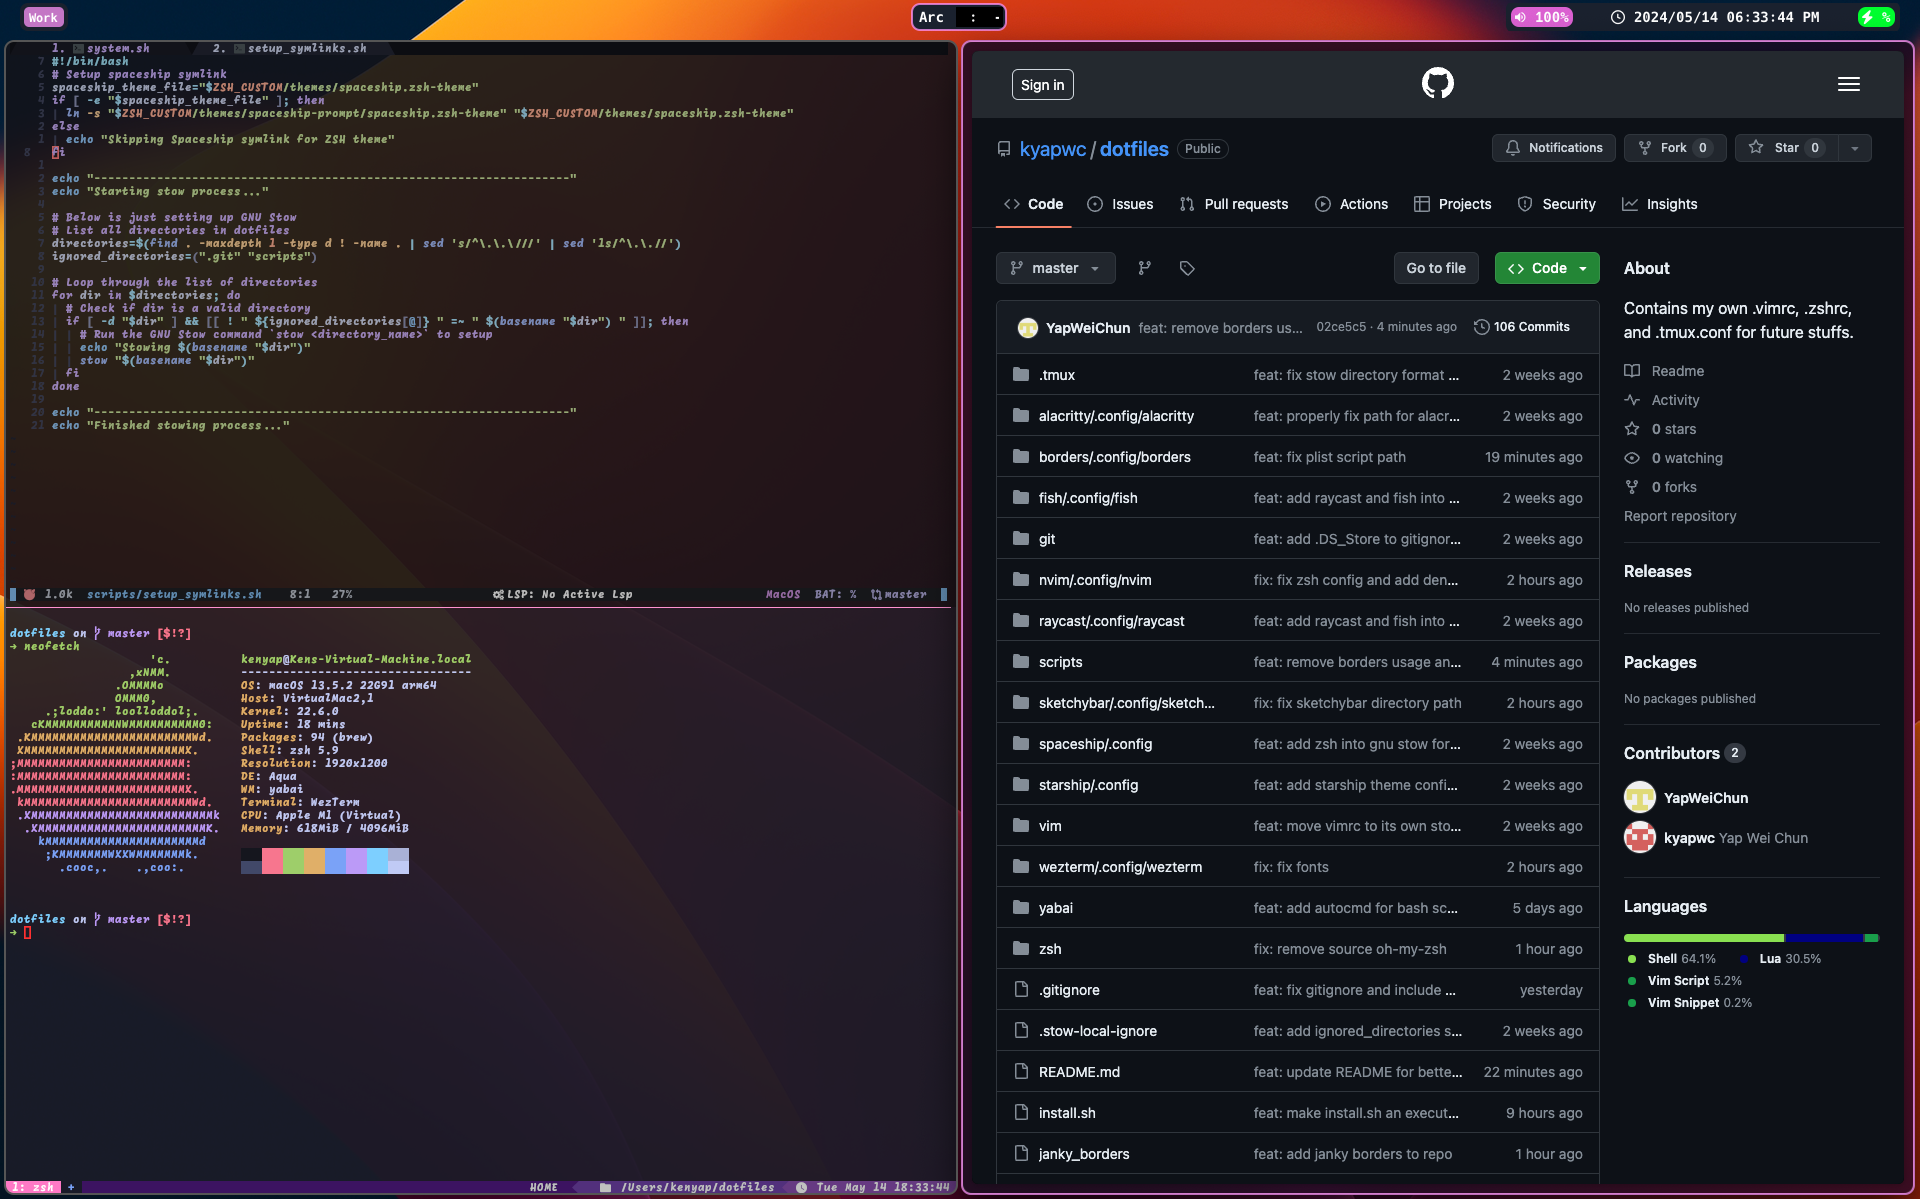 Work
Arc : -
100%
2024/05/14 06:33:44 PM
%
1. system.sh 2. setup_symlinks.sh
7 #!/bin/bash
6 # Setup spaceship symlink
5 spaceship_theme_file="$ZSH_CUSTOM/themes/spaceship.zsh-theme"
4 if [ -e "$spaceship_theme_file" ]; then
3 ln -s "$ZSH_CUSTOM/themes/spaceship-prompt/spaceship.zsh-theme" "$ZSH_CUSTOM/themes/spaceship.zsh-theme"
2 else
1 echo "Skipping Spaceship symlink for ZSH theme"
8 fi
1
2 echo "--------------------------------------------------------------------"
3 echo "Starting stow process..."
4
5 # Below is just setting up GNU Stow
6 # List all directories in dotfiles
7 directories=$(find . -maxdepth 1 -type d ! -name . | sed 's/^\.\.\///' | sed '1s/^\.\.//')
8 ignored_directories=(".git" "scripts")
9
10 # Loop through the list of directories
11 for dir in $directories; do
12 # Check if dir is a valid directory
13 if [ -d "$dir" ] && [[ ! " ${ignored_directories[@]} " =~ " $(basename "$dir") " ]]; then
14 # Run the GNU Stow command `stow <directory_name>` to setup
15 echo "Stowing $(basename "$dir")"
16 stow "$(basename "$dir")"
17 fi
18 done
19
20 echo "--------------------------------------------------------------------"
21 echo "Finished stowing process..."
1.0k scripts/setup_symlinks.sh 8:1 27% LSP: No Active Lsp MacOS BAT: % master
dotfiles on master [$!?]
➜ neofetch
'c. kenyap@Kens-Virtual-Machine.local
,xNMM. ---------------------------------
.OMMMMo OS: macOS 13.5.2 22G91 arm64
OMMM0, Host: VirtualMac2,1
.;loddo:' loolloddol;. Kernel: 22.6.0
cKMMMMMMMMMMNWMMMMMMMMMM0: Uptime: 18 mins
.KMMMMMMMMMMMMMMMMMMMMMMMWd. Packages: 94 (brew)
XMMMMMMMMMMMMMMMMMMMMMMMX. Shell: zsh 5.9
;MMMMMMMMMMMMMMMMMMMMMMMM: Resolution: 1920x1200
:MMMMMMMMMMMMMMMMMMMMMMMM: DE: Aqua
.MMMMMMMMMMMMMMMMMMMMMMMMX. WM: yabai
kMMMMMMMMMMMMMMMMMMMMMMMMWd. Terminal: WezTerm
.XMMMMMMMMMMMMMMMMMMMMMMMMMMk CPU: Apple M1 (Virtual)
.XMMMMMMMMMMMMMMMMMMMMMMMMK. Memory: 618MiB / 4096MiB
kMMMMMMMMMMMMMMMMMMMMMMd
;KMMMMMMMWXXWMMMMMMMk.
.cooc,. .,coo:.
dotfiles on master [$!?]
➜
1: zsh + HOME /Users/kenyap/dotfiles Tue May 14 18:33:44
Sign in
kyapwc / dotfiles Public
Notifications Fork 0 Star 0
Code Issues Pull requests Actions Projects Security Insights
master Go to file Code
YapWeiChun feat: remove borders us... 02ce5c5 · 4 minutes ago 106 Commits
.tmux feat: fix stow directory format ... 2 weeks ago
alacritty/.config/alacritty feat: properly fix path for alacr... 2 weeks ago
borders/.config/borders feat: fix plist script path 19 minutes ago
fish/.config/fish feat: add raycast and fish into ... 2 weeks ago
git feat: add .DS_Store to gitignor... 2 weeks ago
nvim/.config/nvim fix: fix zsh config and add den... 2 hours ago
raycast/.config/raycast feat: add raycast and fish into ... 2 weeks ago
scripts feat: remove borders usage an... 4 minutes ago
sketchybar/.config/sketch... fix: fix sketchybar directory path 2 hours ago
spaceship/.config feat: add zsh into gnu stow for... 2 weeks ago
starship/.config feat: add starship theme confi... 2 weeks ago
vim feat: move vimrc to its own sto... 2 weeks ago
wezterm/.config/wezterm fix: fix fonts 2 hours ago
yabai feat: add autocmd for bash sc... 5 days ago
zsh fix: remove source oh-my-zsh 1 hour ago
.gitignore feat: fix gitignore and include ... yesterday
.stow-local-ignore feat: add ignored_directories s... 2 weeks ago
README.md feat: update README for bette... 22 minutes ago
install.sh feat: make install.sh an execut... 9 hours ago
janky_borders feat: add janky borders to repo 1 hour ago
About
Contains my own .vimrc, .zshrc,
and .tmux.conf for future stuffs.
Readme
Activity
0 stars
0 watching
0 forks
Report repository
Releases
No releases published
Packages
No packages published
Contributors 2
YapWeiChun
kyapwc Yap Wei Chun
Languages
Shell 64.1% Lua 30.5%
Vim Script 5.2%
Vim Snippet 0.2%